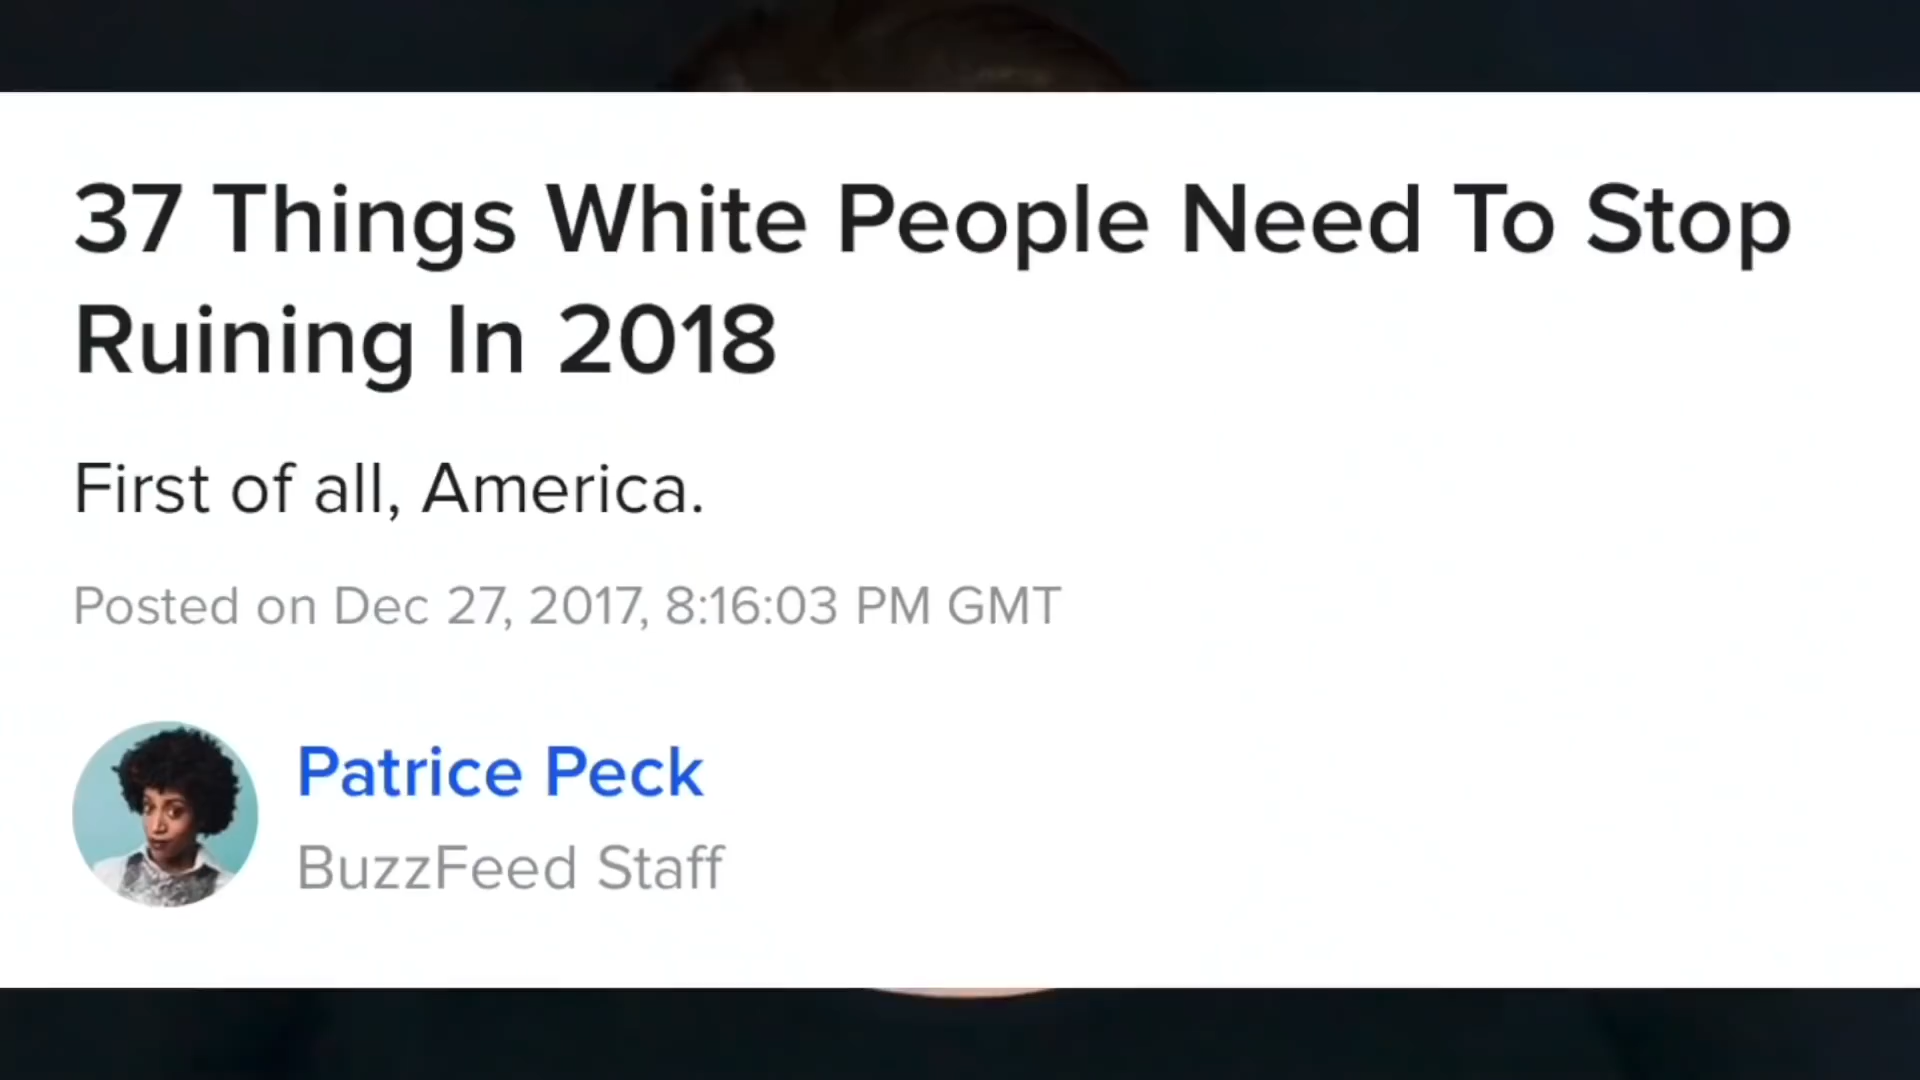 37 Things White People Need To Stop
Ruining In 2018
First of all, America.
Posted on Dec 27, 2017, 8:16:03 PM GMT
Patrice Peck
BuzzFeed Staff